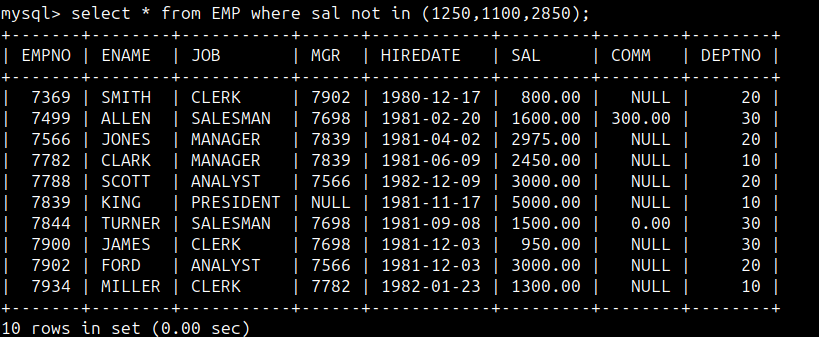 mysql> select * from EMP where sal not in (1250,1100,2850);
+-------+--------+-----------+------+------------+---------+--------+--------+
| EMPNO | ENAME  | JOB       | MGR  | HIREDATE   | SAL     | COMM   | DEPTNO |
+-------+--------+-----------+------+------------+---------+--------+--------+
|  7369 | SMITH  | CLERK     | 7902 | 1980-12-17 |  800.00 |   NULL |     20 |
|  7499 | ALLEN  | SALESMAN  | 7698 | 1981-02-20 | 1600.00 | 300.00 |     30 |
|  7566 | JONES  | MANAGER   | 7839 | 1981-04-02 | 2975.00 |   NULL |     20 |
|  7782 | CLARK  | MANAGER   | 7839 | 1981-06-09 | 2450.00 |   NULL |     10 |
|  7788 | SCOTT  | ANALYST   | 7566 | 1982-12-09 | 3000.00 |   NULL |     20 |
|  7839 | KING   | PRESIDENT | NULL | 1981-11-17 | 5000.00 |   NULL |     10 |
|  7844 | TURNER | SALESMAN  | 7698 | 1981-09-08 | 1500.00 |   0.00 |     30 |
|  7900 | JAMES  | CLERK     | 7698 | 1981-12-03 |  950.00 |   NULL |     30 |
|  7902 | FORD   | ANALYST   | 7566 | 1981-12-03 | 3000.00 |   NULL |     20 |
|  7934 | MILLER | CLERK     | 7782 | 1982-01-23 | 1300.00 |   NULL |     10 |
+-------+--------+-----------+------+------------+---------+--------+--------+
10 rows in set (0.00 sec)